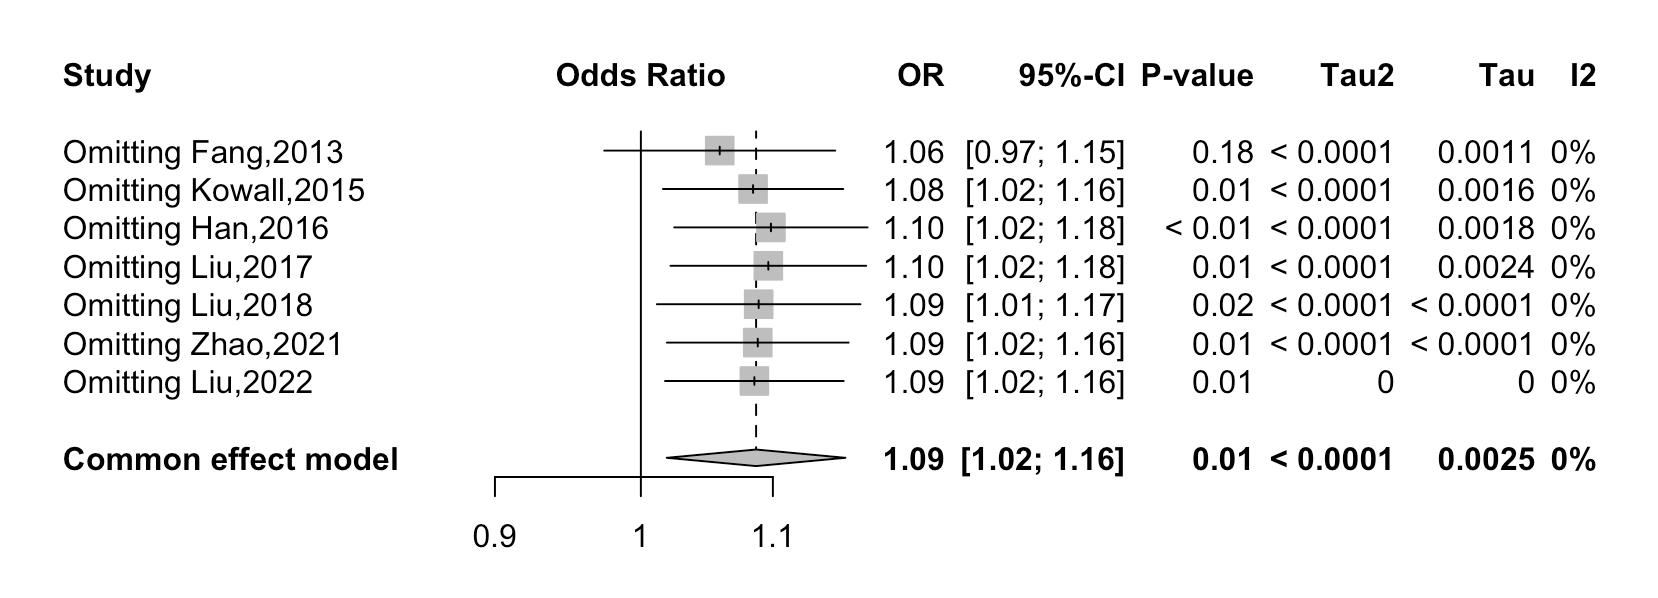 Study Odds Ratio OR 95%-CI P-value Tau2 Tau I2
Omitting Fang,2013 1.06 [0.97; 1.15] 0.18 < 0.0001 0.0011 0%
Omitting Kowall,2015 1.08 [1.02; 1.16] 0.01 < 0.0001 0.0016 0%
Omitting Han,2016 1.10 [1.02; 1.18] < 0.01 < 0.0001 0.0018 0%
Omitting Liu,2017 1.10 [1.02; 1.18] 0.01 < 0.0001 0.0024 0%
Omitting Liu,2018 1.09 [1.01; 1.17] 0.02 < 0.0001 < 0.0001 0%
Omitting Zhao,2021 1.09 [1.02; 1.16] 0.01 < 0.0001 < 0.0001 0%
Omitting Liu,2022 1.09 [1.02; 1.16] 0.01 0 0 0%
Common effect model 1.09 [1.02; 1.16] 0.01 < 0.0001 0.0025 0%
0.9 1 1.1